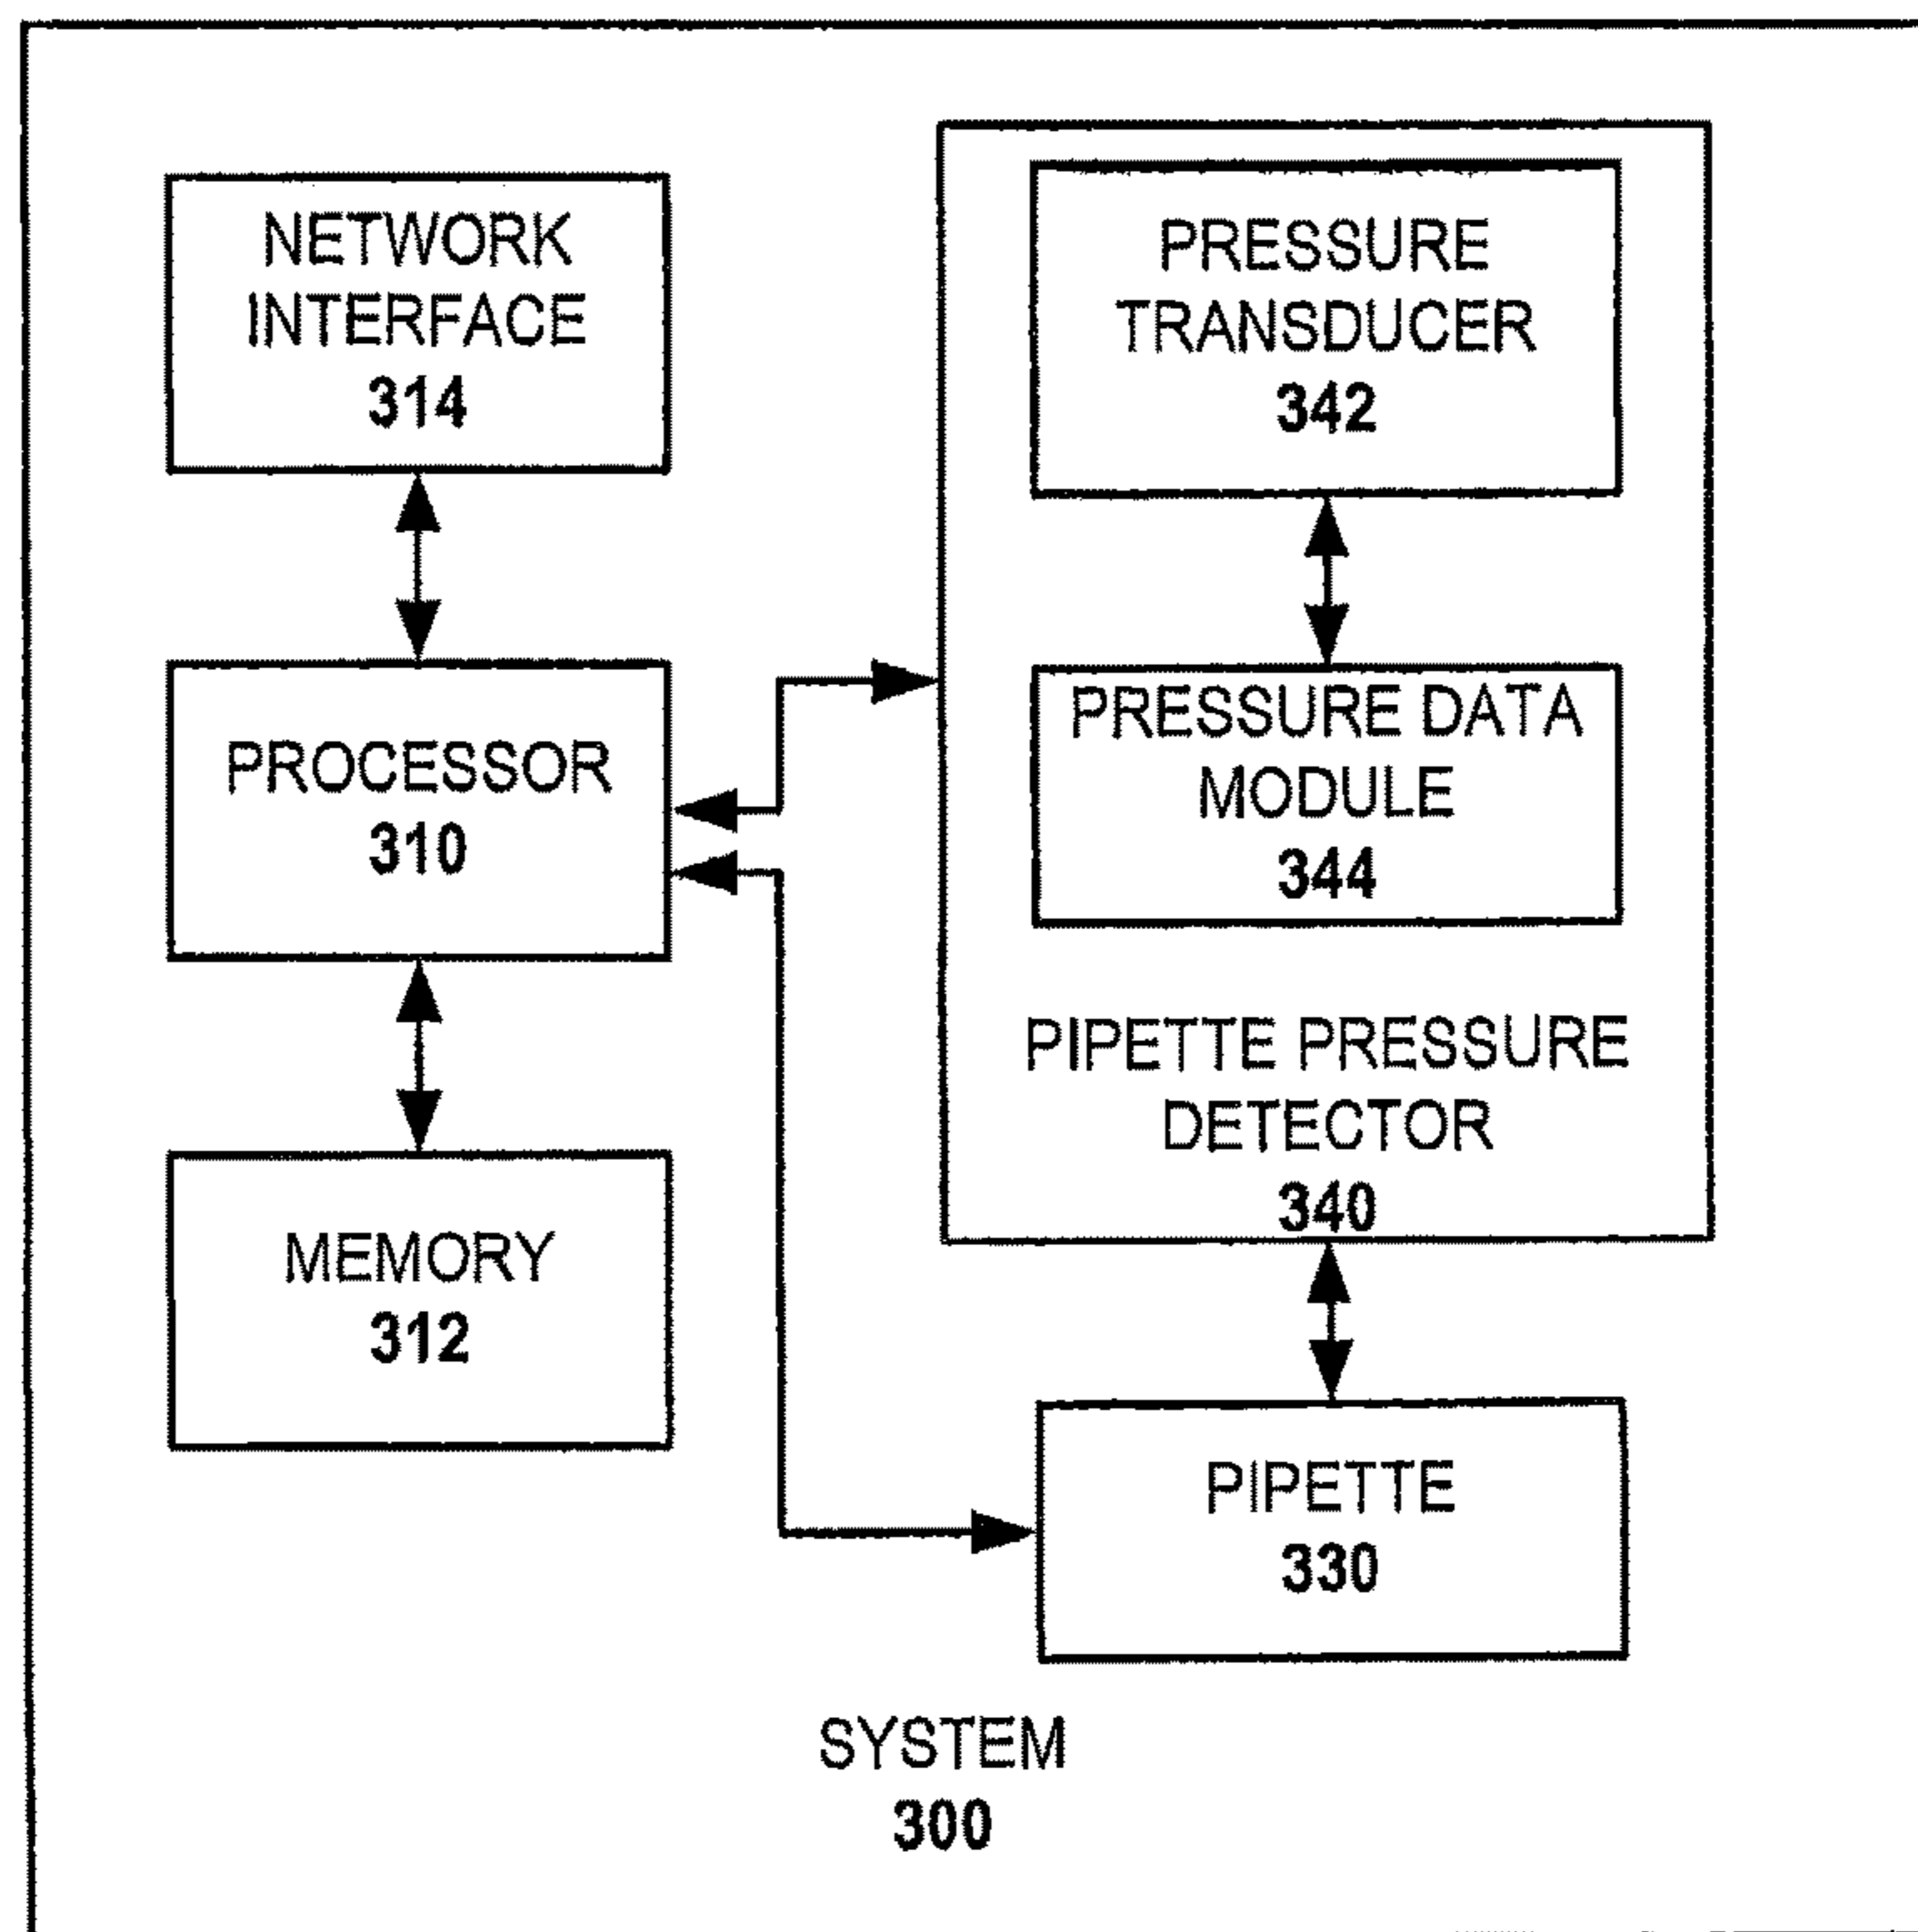 NETWORK
INTERFACE
314
PROCESSOR
310
MEMORY
312
PRESSURE
TRANSDUCER
342
PRESSURE DATA
MODULE
344
PIPETTE PRESSURE
DETECTOR
340
PIPETTE
330
SYSTEM
300